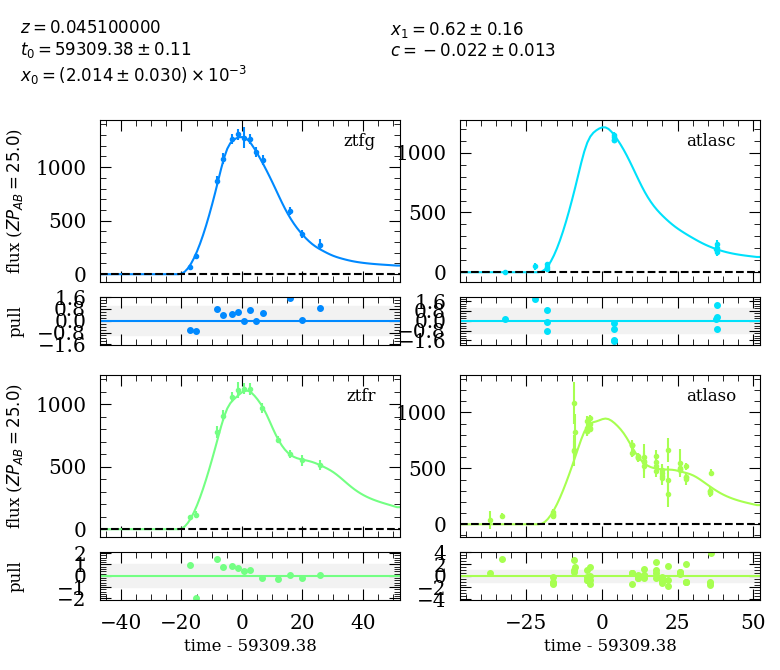 z = 0.045100000
t₀ = 59309.38 ± 0.11
x₀ = (2.014 ± 0.030) × 10⁻³
x₁ = 0.62 ± 0.16
c = −0.022 ± 0.013
ztfg
flux (ZP_AB = 25.0)
1000
500
0
atlasc
1000
500
0
pull
1.6
0.8
0.0
−0.8
−1.6
1.6
0.8
0.0
−0.8
−1.6
ztfr
flux (ZP_AB = 25.0)
1000
500
0
atlaso
1000
500
0
pull
2
1
0
−1
−2
4
2
0
−2
−4
−40 −20 0 20 40
time - 59309.38
−25 0 25 50
time - 59309.38